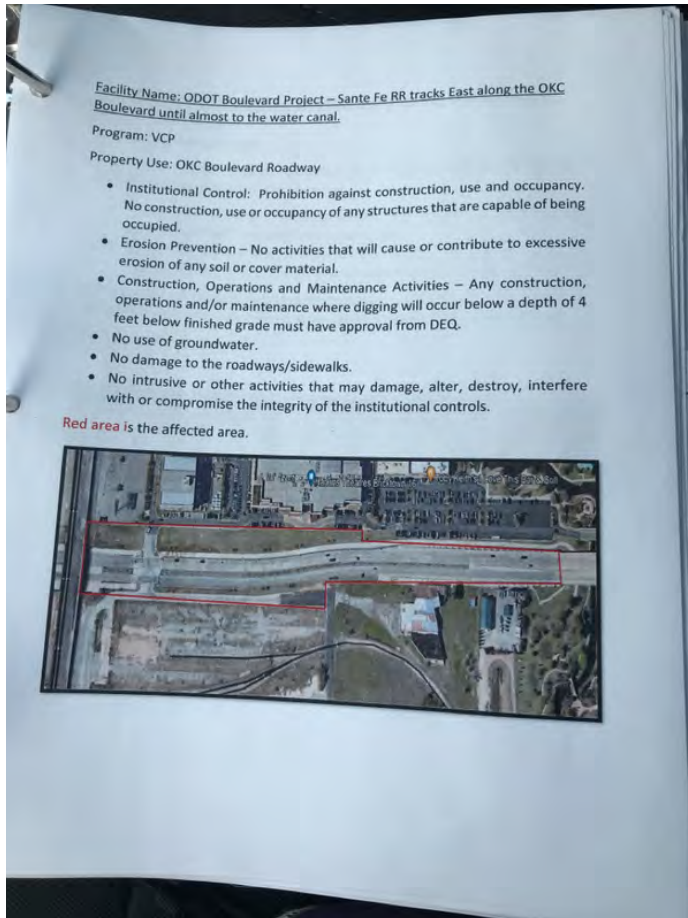 Facility Name: ODOT Boulevard Project – Sante Fe RR tracks East along the OKC
Boulevard until almost to the water canal.
Program: VCP
Property Use: OKC Boulevard Roadway
• Institutional Control: Prohibition against construction, use and occupancy.
No construction, use or occupancy of any structures that are capable of being
occupied.
• Erosion Prevention – No activities that will cause or contribute to excessive
erosion of any soil or cover material.
• Construction, Operations and Maintenance Activities – Any construction,
operations and/or maintenance where digging will occur below a depth of 4
feet below finished grade must have approval from DEQ.
• No use of groundwater.
• No damage to the roadways/sidewalks.
• No intrusive or other activities that may damage, alter, destroy, interfere
with or compromise the integrity of the institutional controls.
Red area is the affected area.